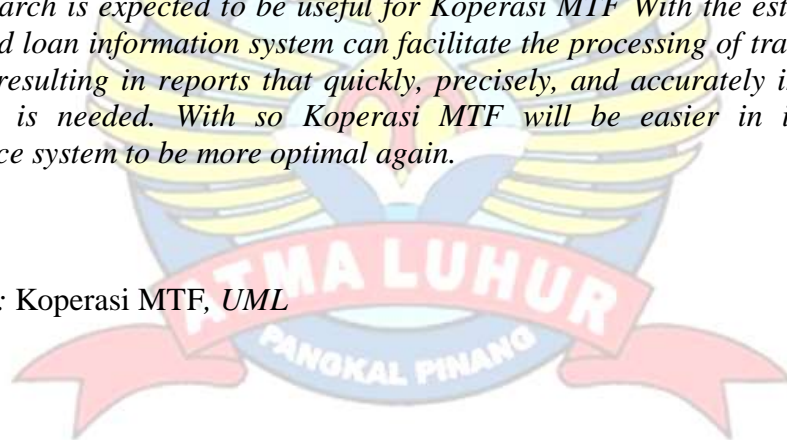 arch is expected to be useful for Koperasi MTF With the est
d loan information system can facilitate the processing of tra
resulting in reports that quickly, precisely, and accurately i
is needed. With so Koperasi MTF will be easier in i
ce system to be more optimal again.
: Koperasi MTF, UML
ATMA LUHUR
PANGKAL PINANG